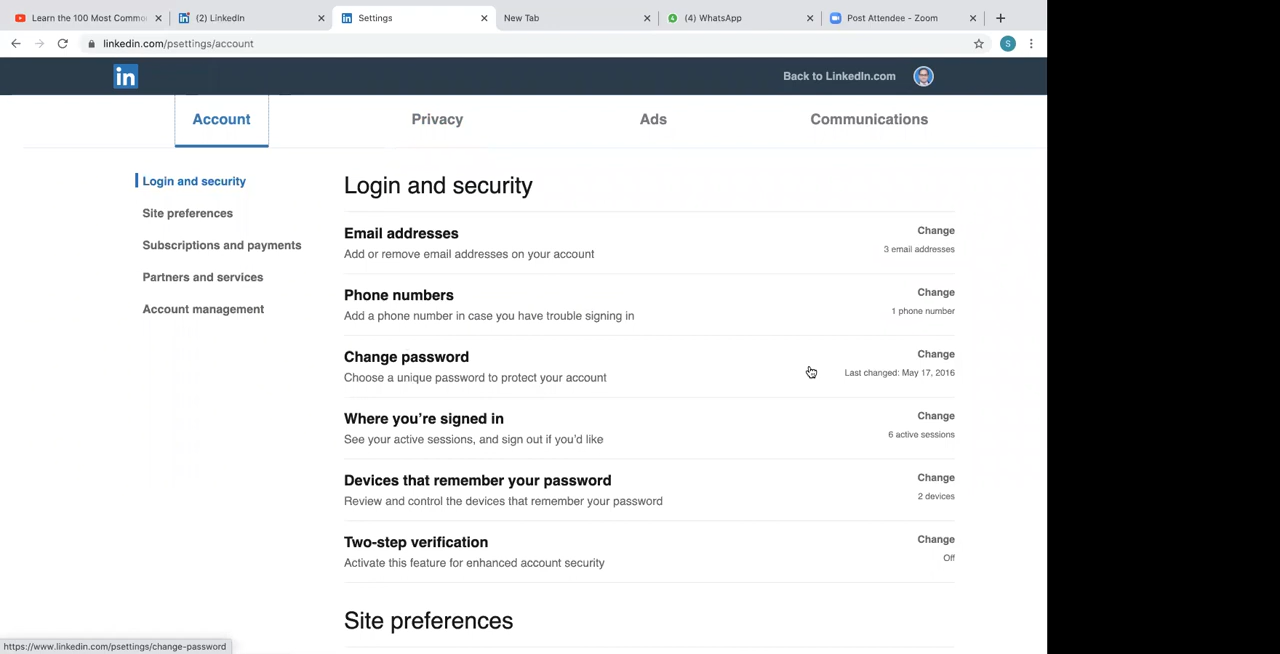 Learn the 100 Most Commo
(2) LinkedIn
Settings
New Tab
(4) WhatsApp
Post Attendee - Zoom
linkedin.com/psettings/account
S
in
Back to LinkedIn.com
Account
Privacy
Ads
Communications
Login and security
Site preferences
Subscriptions and payments
Partners and services
Account management
Login and security
Email addresses
Change
Add or remove email addresses on your account
3 email addresses
Phone numbers
Change
Add a phone number in case you have trouble signing in
1 phone number
Change password
Change
Choose a unique password to protect your account
Last changed: May 17, 2016
Where you’re signed in
Change
See your active sessions, and sign out if you’d like
6 active sessions
Devices that remember your password
Change
Review and control the devices that remember your password
2 devices
Two-step verification
Change
Activate this feature for enhanced account security
Off
Site preferences
https://www.linkedin.com/psettings/change-password